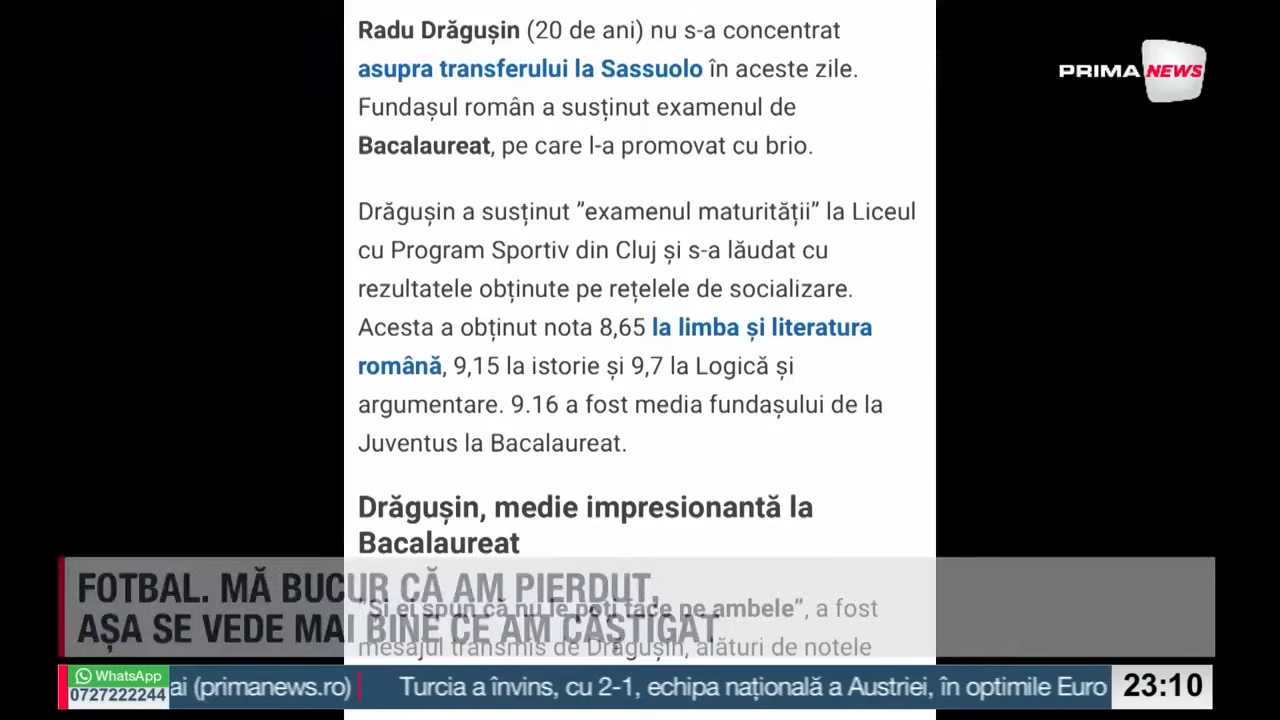 Radu Drăgușin (20 de ani) nu s-a concentrat
asupra transferului la Sassuolo în aceste zile.
Fundașul român a susținut examenul de
Bacalaureat, pe care l-a promovat cu brio.
PRIMA NEWS
Drăgușin a susținut ”examenul maturității” la Liceul
cu Program Sportiv din Cluj și s-a lăudat cu
rezultatele obținute pe rețelele de socializare.
Acesta a obținut nota 8,65 la limba și literatura
română, 9,15 la istorie și 9,7 la Logică și
argumentare. 9.16 a fost media fundașului de la
Juventus la Bacalaureat.
Drăgușin, medie impresionantă la
Bacalaureat
”Și ei spun că nu le poți face pe ambele”, a fost
mesajul transmis de Drăgușin, alături de notele
FOTBAL. MĂ BUCUR CĂ AM PIERDUT,
AȘA SE VEDE MAI BINE CE AM CÂȘTIGAT
WhatsApp
0727222244
ai (primanews.ro) Turcia a învins, cu 2-1, echipa națională a Austriei, în optimile Euro
23:10